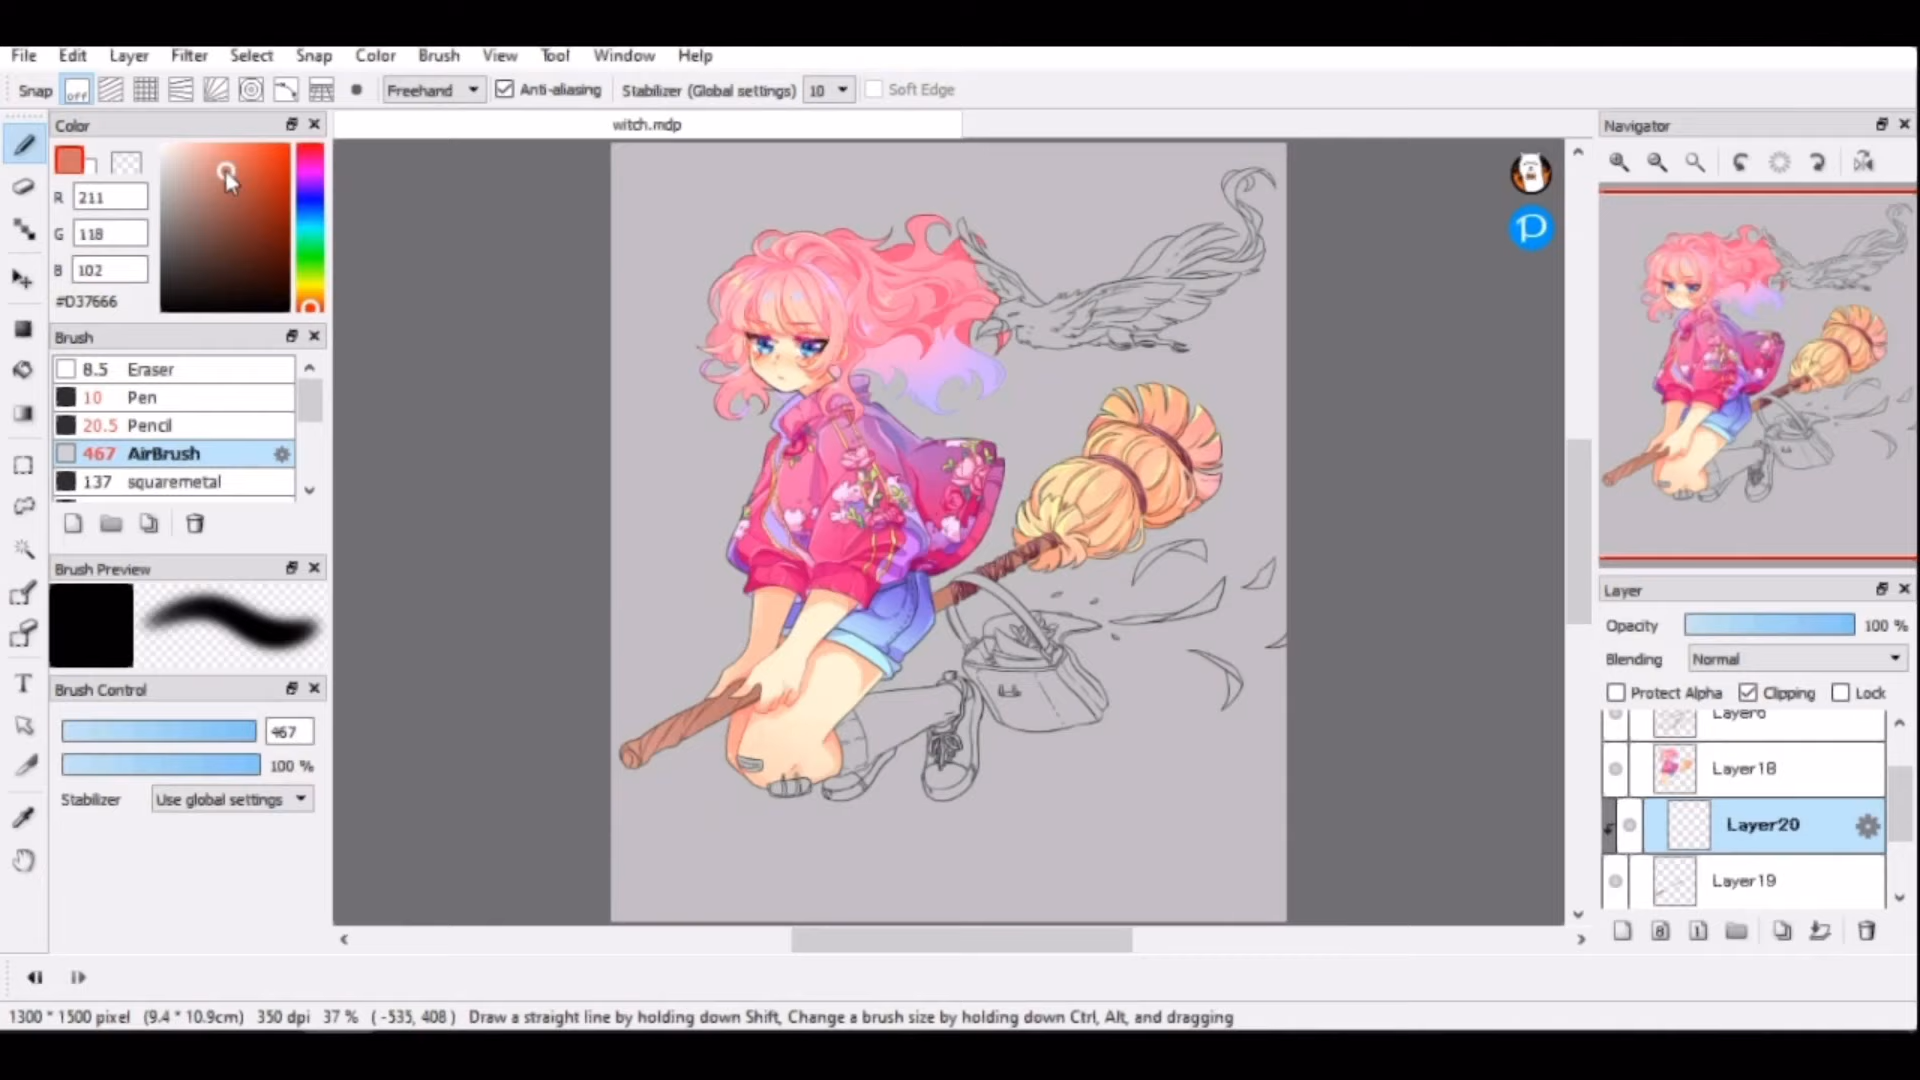 File Edit Layer Filter Select Snap Color Brush View Tool Window Help
Snap off Freehand Anti-aliasing Stabilizer (Global settings) 10 Soft Edge
Color
witch.mdp
Navigator
R 211
G 118
B 102
#D37666
P
Brush
8.5 Eraser
10 Pen
20.5 Pencil
467 AirBrush
137 squaremetal
Brush Preview
Brush Control
467
100 %
Stabilizer Use global settings
Layer
Opacity 100 %
Blending Normal
Protect Alpha Clipping Lock
Layer6
Layer18
Layer20
Layer19
8 1
1300 * 1500 pixel (9.4 * 10.9cm) 350 dpi 37 % ( -535, 408 ) Draw a straight line by holding down Shift, Change a brush size by holding down Ctrl, Alt, and dragging